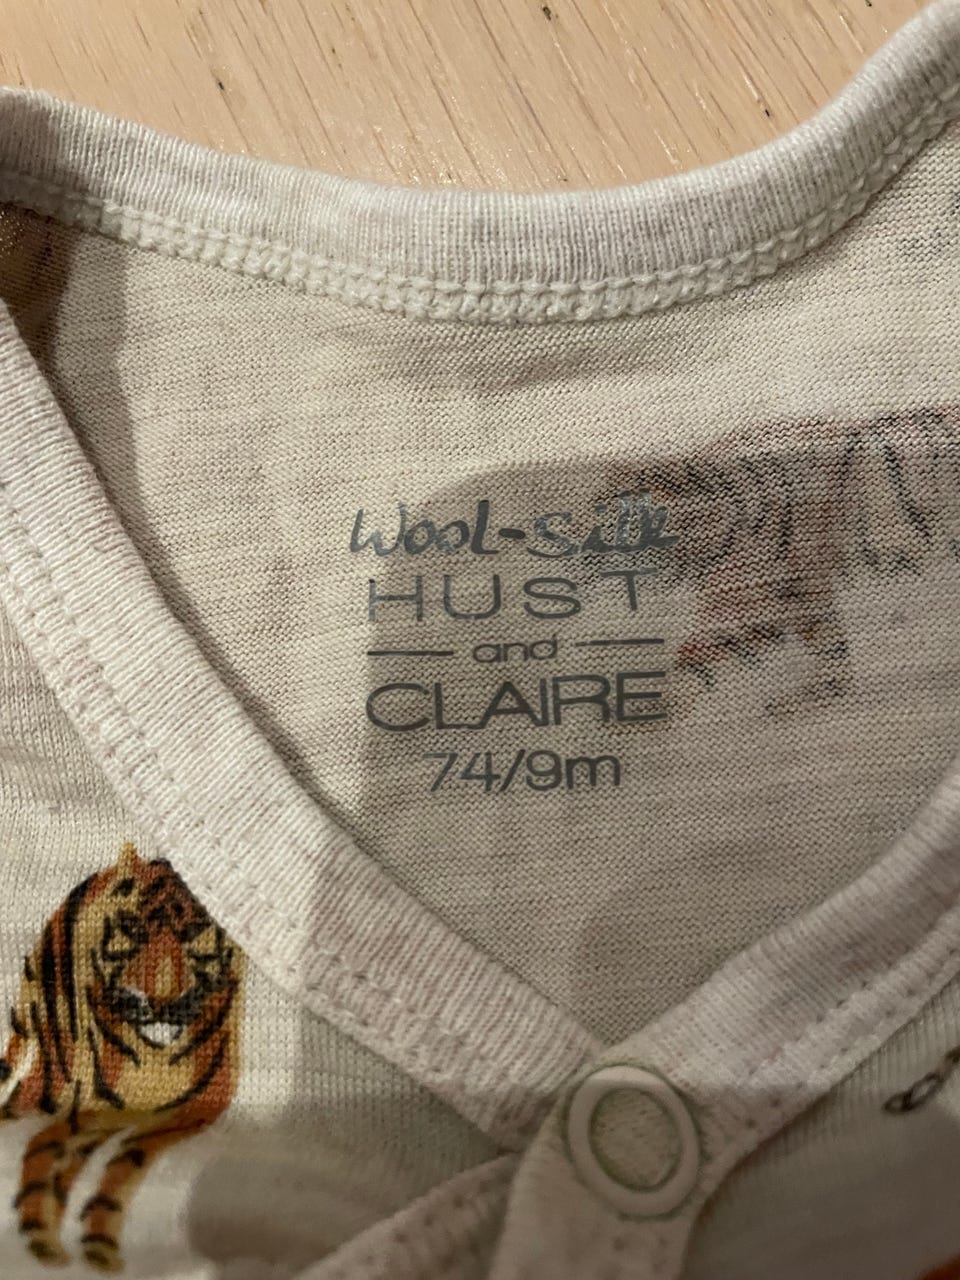 Wool-Silk
HUST
and
CLAIRE
74/9m